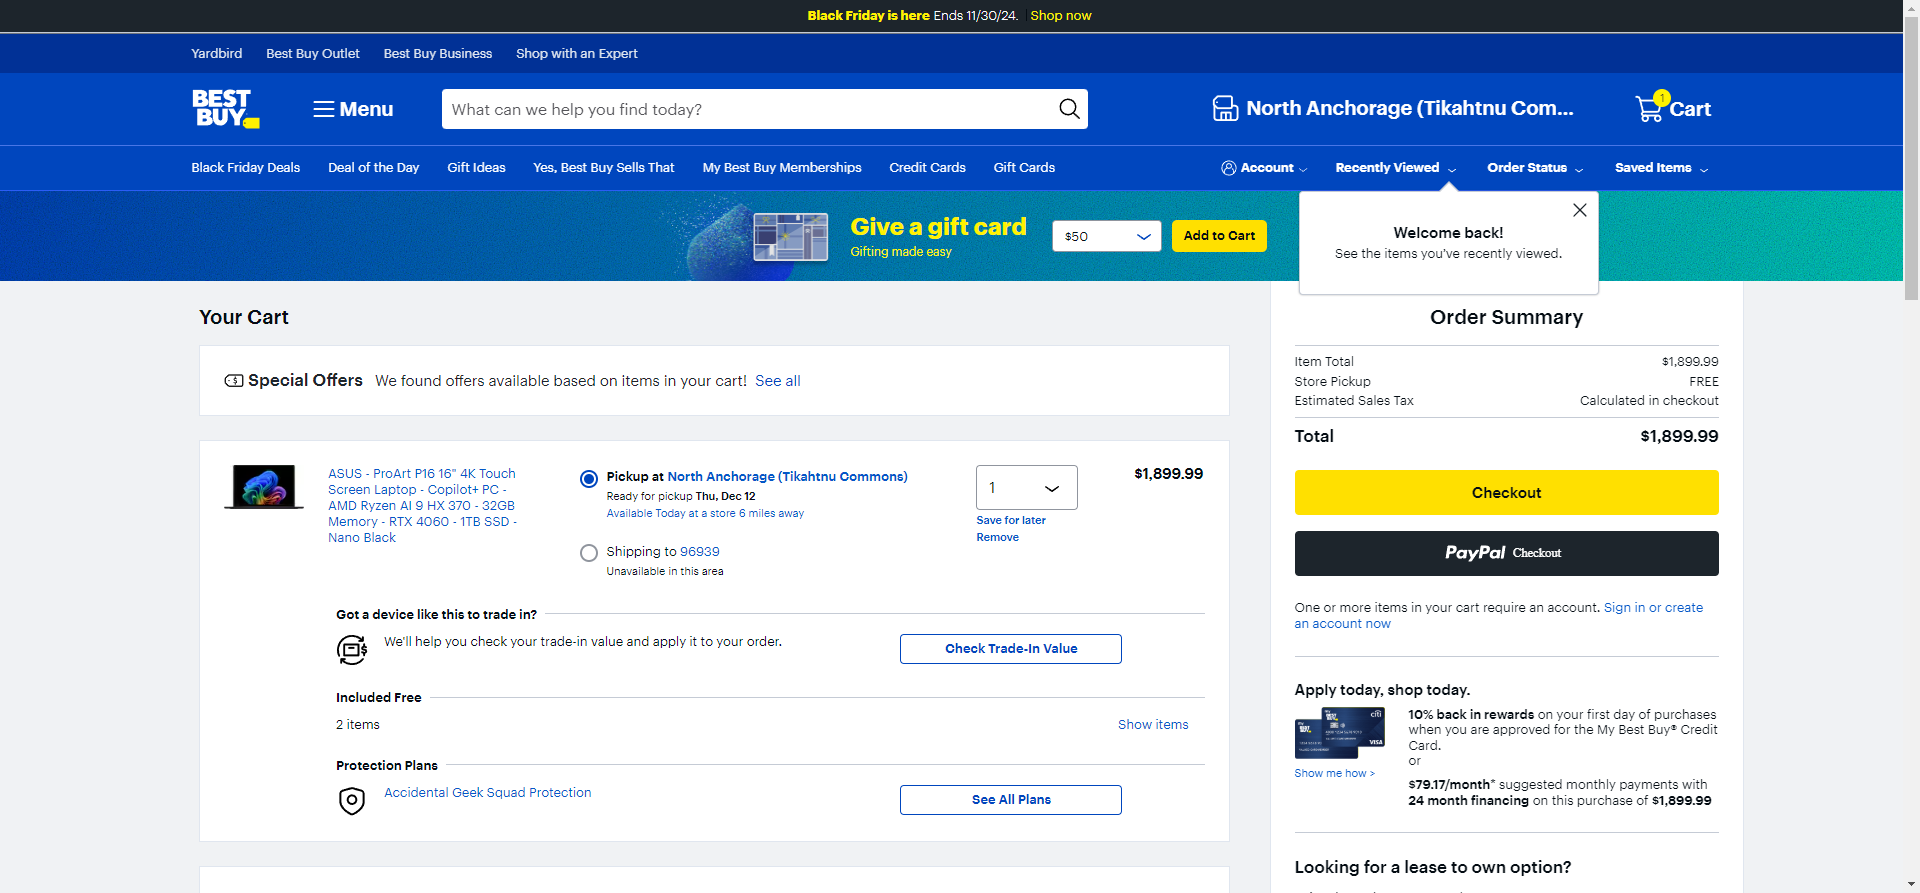 Black Friday is here Ends 11/30/24. Shop now
Yardbird Best Buy Outlet Best Buy Business Shop with an Expert
BEST BUY
Menu
What can we help you find today?
North Anchorage (Tikahtnu Com...
1
Cart
Black Friday Deals Deal of the Day Gift Ideas Yes, Best Buy Sells That My Best Buy Memberships Credit Cards Gift Cards
Account Recently Viewed Order Status Saved Items
Give a gift card
Gifting made easy
$50
Add to Cart
Welcome back!
See the items you've recently viewed.
Your Cart
Special Offers We found offers available based on items in your cart! See all
ASUS - ProArt P16 16" 4K Touch
Screen Laptop - Copilot+ PC -
AMD Ryzen AI 9 HX 370 - 32GB
Memory - RTX 4060 - 1TB SSD -
Nano Black
Pickup at North Anchorage (Tikahtnu Commons)
Ready for pickup Thu, Dec 12
Available Today at a store 6 miles away
Shipping to 96939
Unavailable in this area
1
Save for later
Remove
$1,899.99
Got a device like this to trade in?
We'll help you check your trade-in value and apply it to your order.
Check Trade-In Value
Included Free
2 items
Show items
Protection Plans
Accidental Geek Squad Protection
See All Plans
Order Summary
Item Total $1,899.99
Store Pickup FREE
Estimated Sales Tax Calculated in checkout
Total $1,899.99
Checkout
PayPal Checkout
One or more items in your cart require an account. Sign in or create
an account now
Apply today, shop today.
10% back in rewards on your first day of purchases
when you are approved for the My Best Buy® Credit
Card.
or
$79.17/month* suggested monthly payments with
24 month financing on this purchase of $1,899.99
citi
VISA
Show me how >
Looking for a lease to own option?